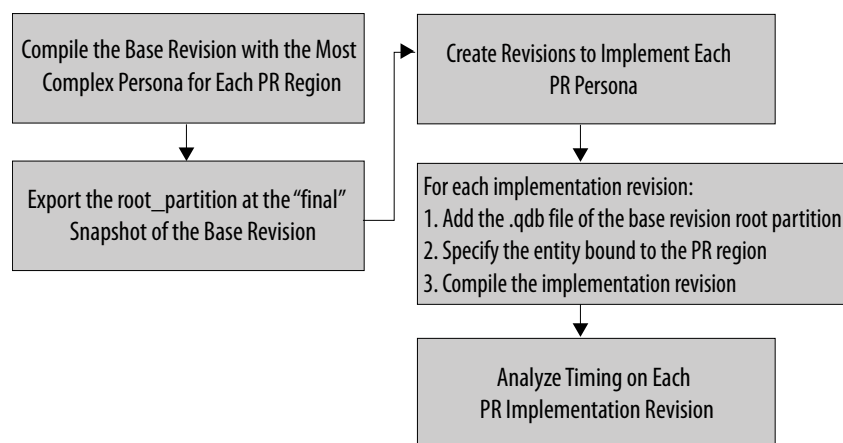 Compile the Base Revision with the Most
Complex Persona for Each PR Region
Export the root_partition at the “final”
Snapshot of the Base Revision
Create Revisions to Implement Each
PR Persona
For each implementation revision:
1. Add the .qdb file of the base revision root partition
2. Specify the entity bound to the PR region
3. Compile the implementation revision
Analyze Timing on Each
PR Implementation Revision